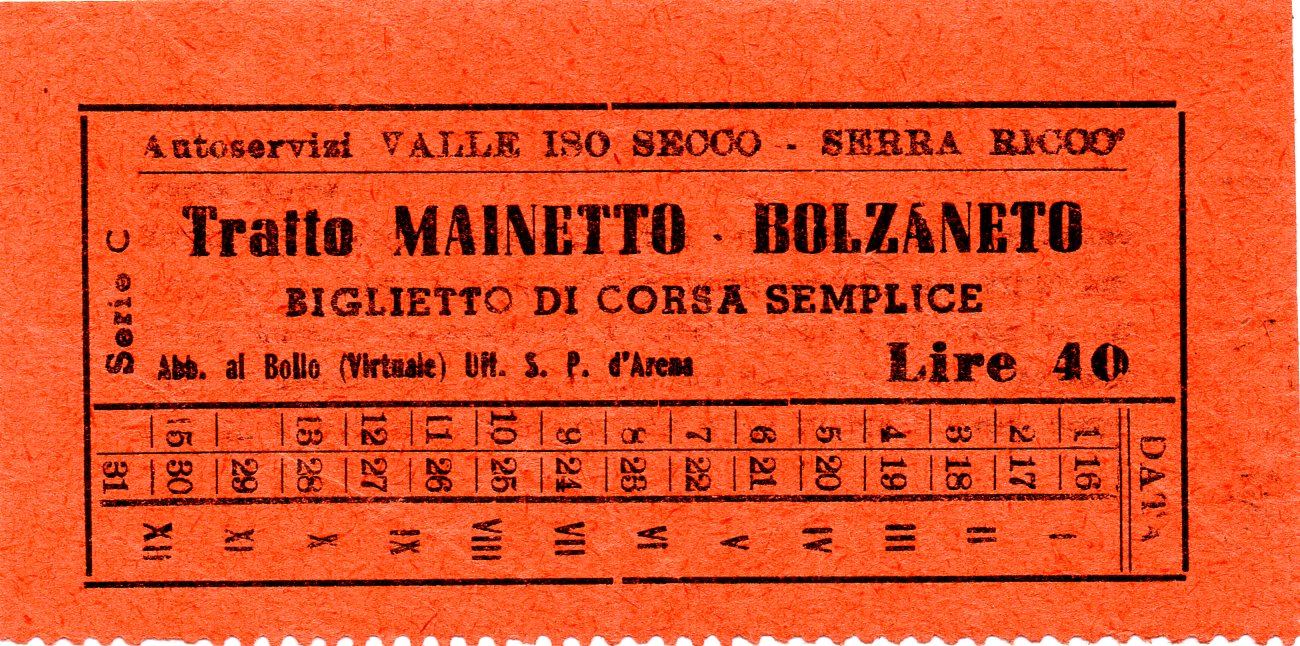 Autoservizi VALLE ISO SECCO - SERRA RICCO'
Tratto MAINETTO - BOLZANETO
BIGLIETTO DI CORSA SEMPLICE
Serie C
Abb. al Bollo (Virtuale) Uff. S. P. d'Arena
Lire 40
DATA
1 2 3 4 5 6 7 8 9 10 11 12 13 15
16 17 18 19 20 21 22 23 24 25 26 27 28 29 30 31
I II III IV V VI VII VIII IX X XI XII